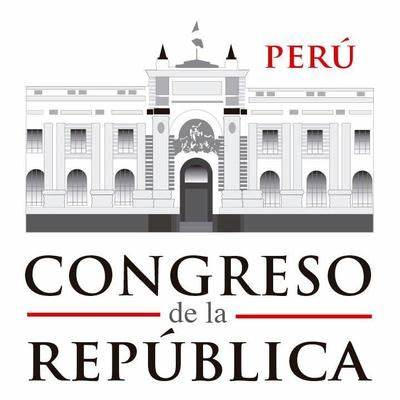 PERÚ
CONGRESO
de la
REPÚBLICA